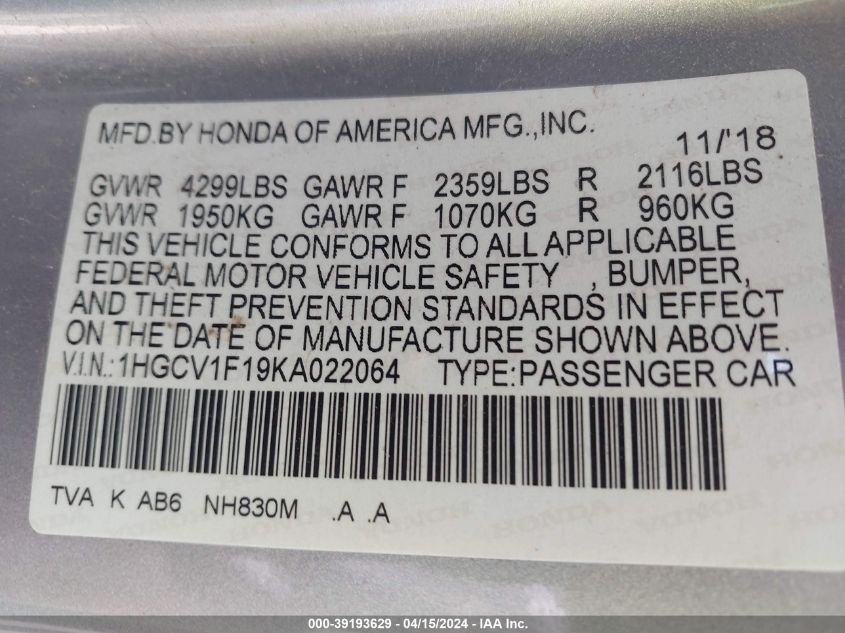 MFD.BY HONDA OF AMERICA MFG.,INC.
11/'18
GVWR 4299LBS GAWR F 2359LBS R 2116LBS
GVWR 1950KG GAWR F 1070KG R 960KG
THIS VEHICLE CONFORMS TO ALL APPLICABLE
FEDERAL MOTOR VEHICLE SAFETY , BUMPER,
AND THEFT PREVENTION STANDARDS IN EFFECT
ON THE DATE OF MANUFACTURE SHOWN ABOVE.
V.I.N.:1HGCV1F19KA022064 TYPE:PASSENGER CAR
TVA K AB6 NH830M .A .A
000-39193629 - 04/15/2024 - IAA Inc.